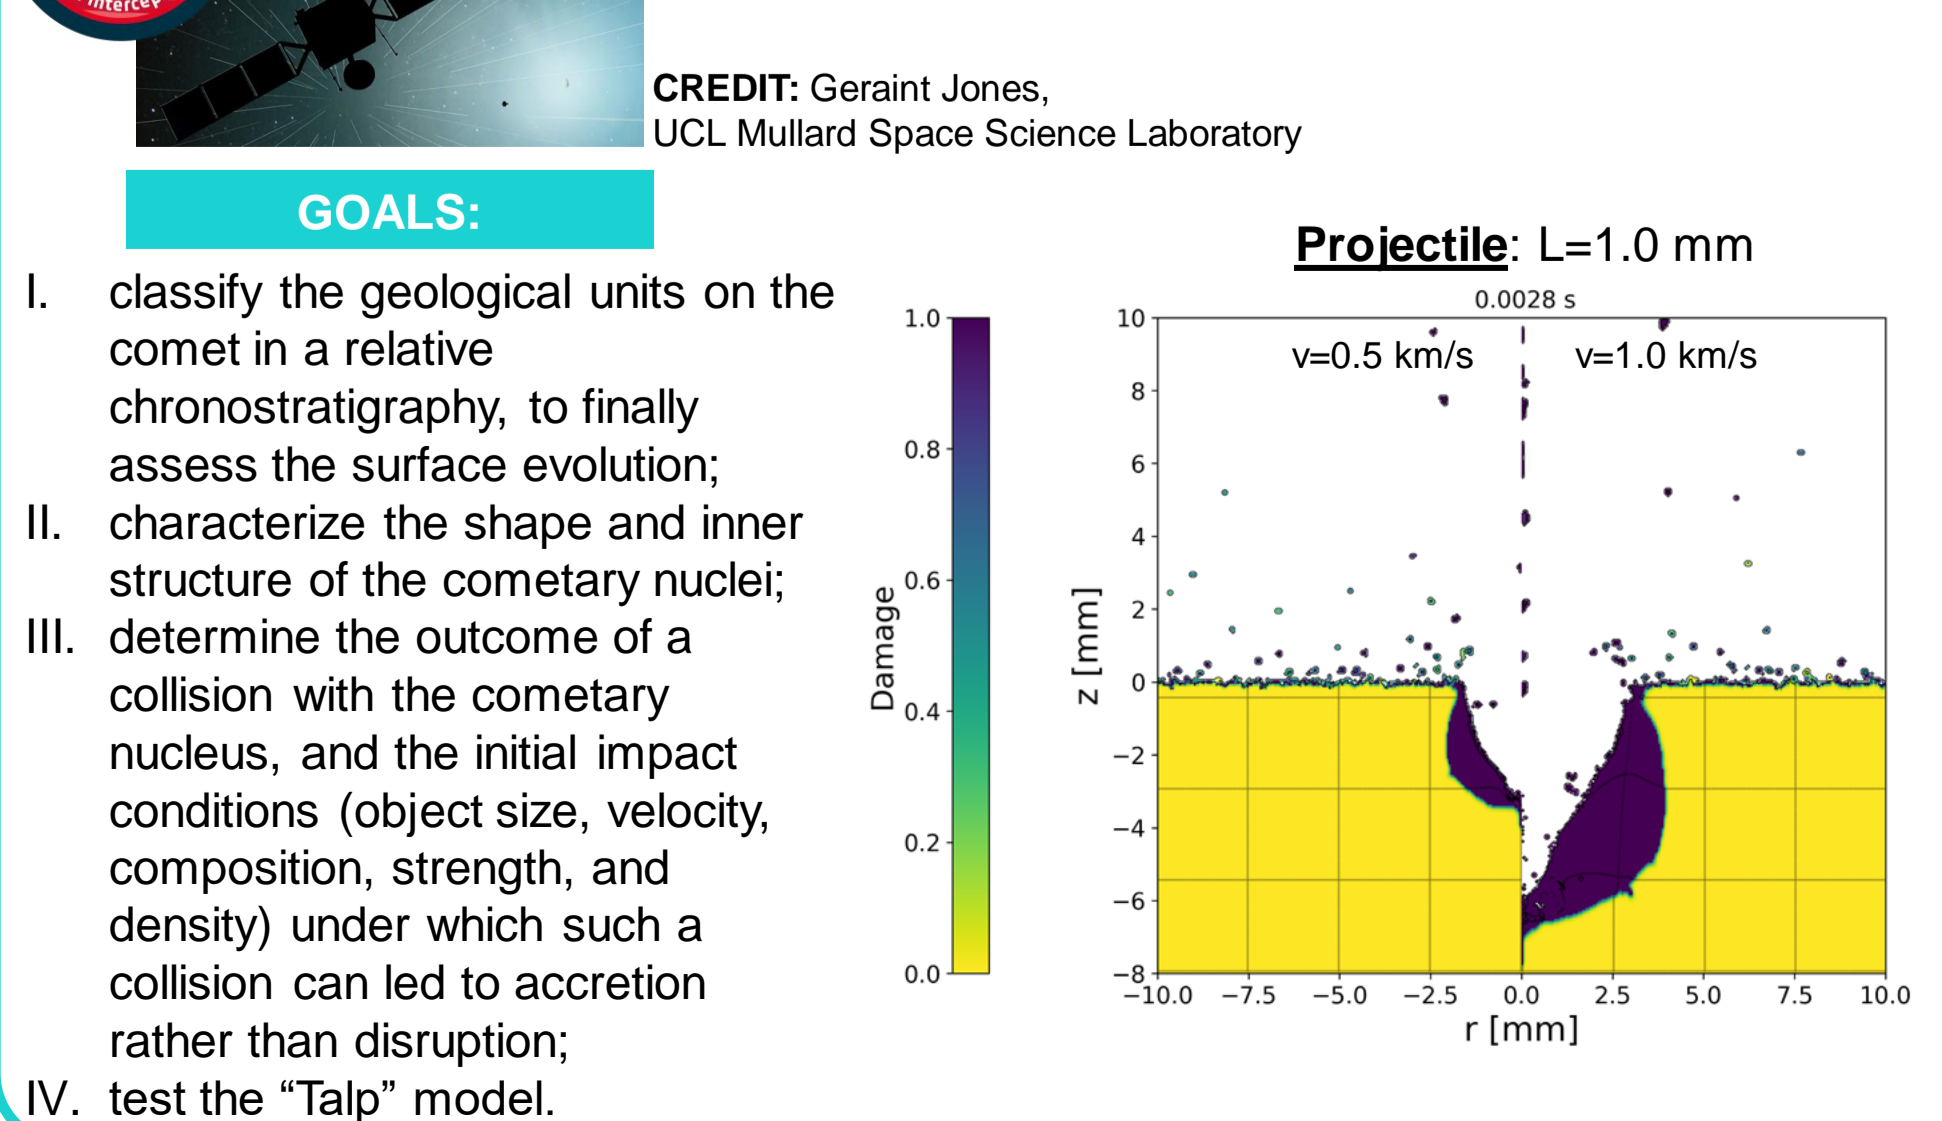 CREDIT: Geraint Jones,
UCL Mullard Space Science Laboratory
GOALS:
I. classify the geological units on the
comet in a relative
chronostratigraphy, to finally
assess the surface evolution;
II. characterize the shape and inner
structure of the cometary nuclei;
III. determine the outcome of a
collision with the cometary
nucleus, and the initial impact
conditions (object size, velocity,
composition, strength, and
density) under which such a
collision can led to accretion
rather than disruption;
IV. test the “Talp” model.
Projectile: L=1.0 mm
0.0028 s
v=0.5 km/s v=1.0 km/s
Damage
1.0
0.8
0.6
0.4
0.2
0.0
z [mm]
10
8
6
4
2
0
−2
−4
−6
−8
−10.0 −7.5 −5.0 −2.5 0.0 2.5 5.0 7.5 10.0
r [mm]